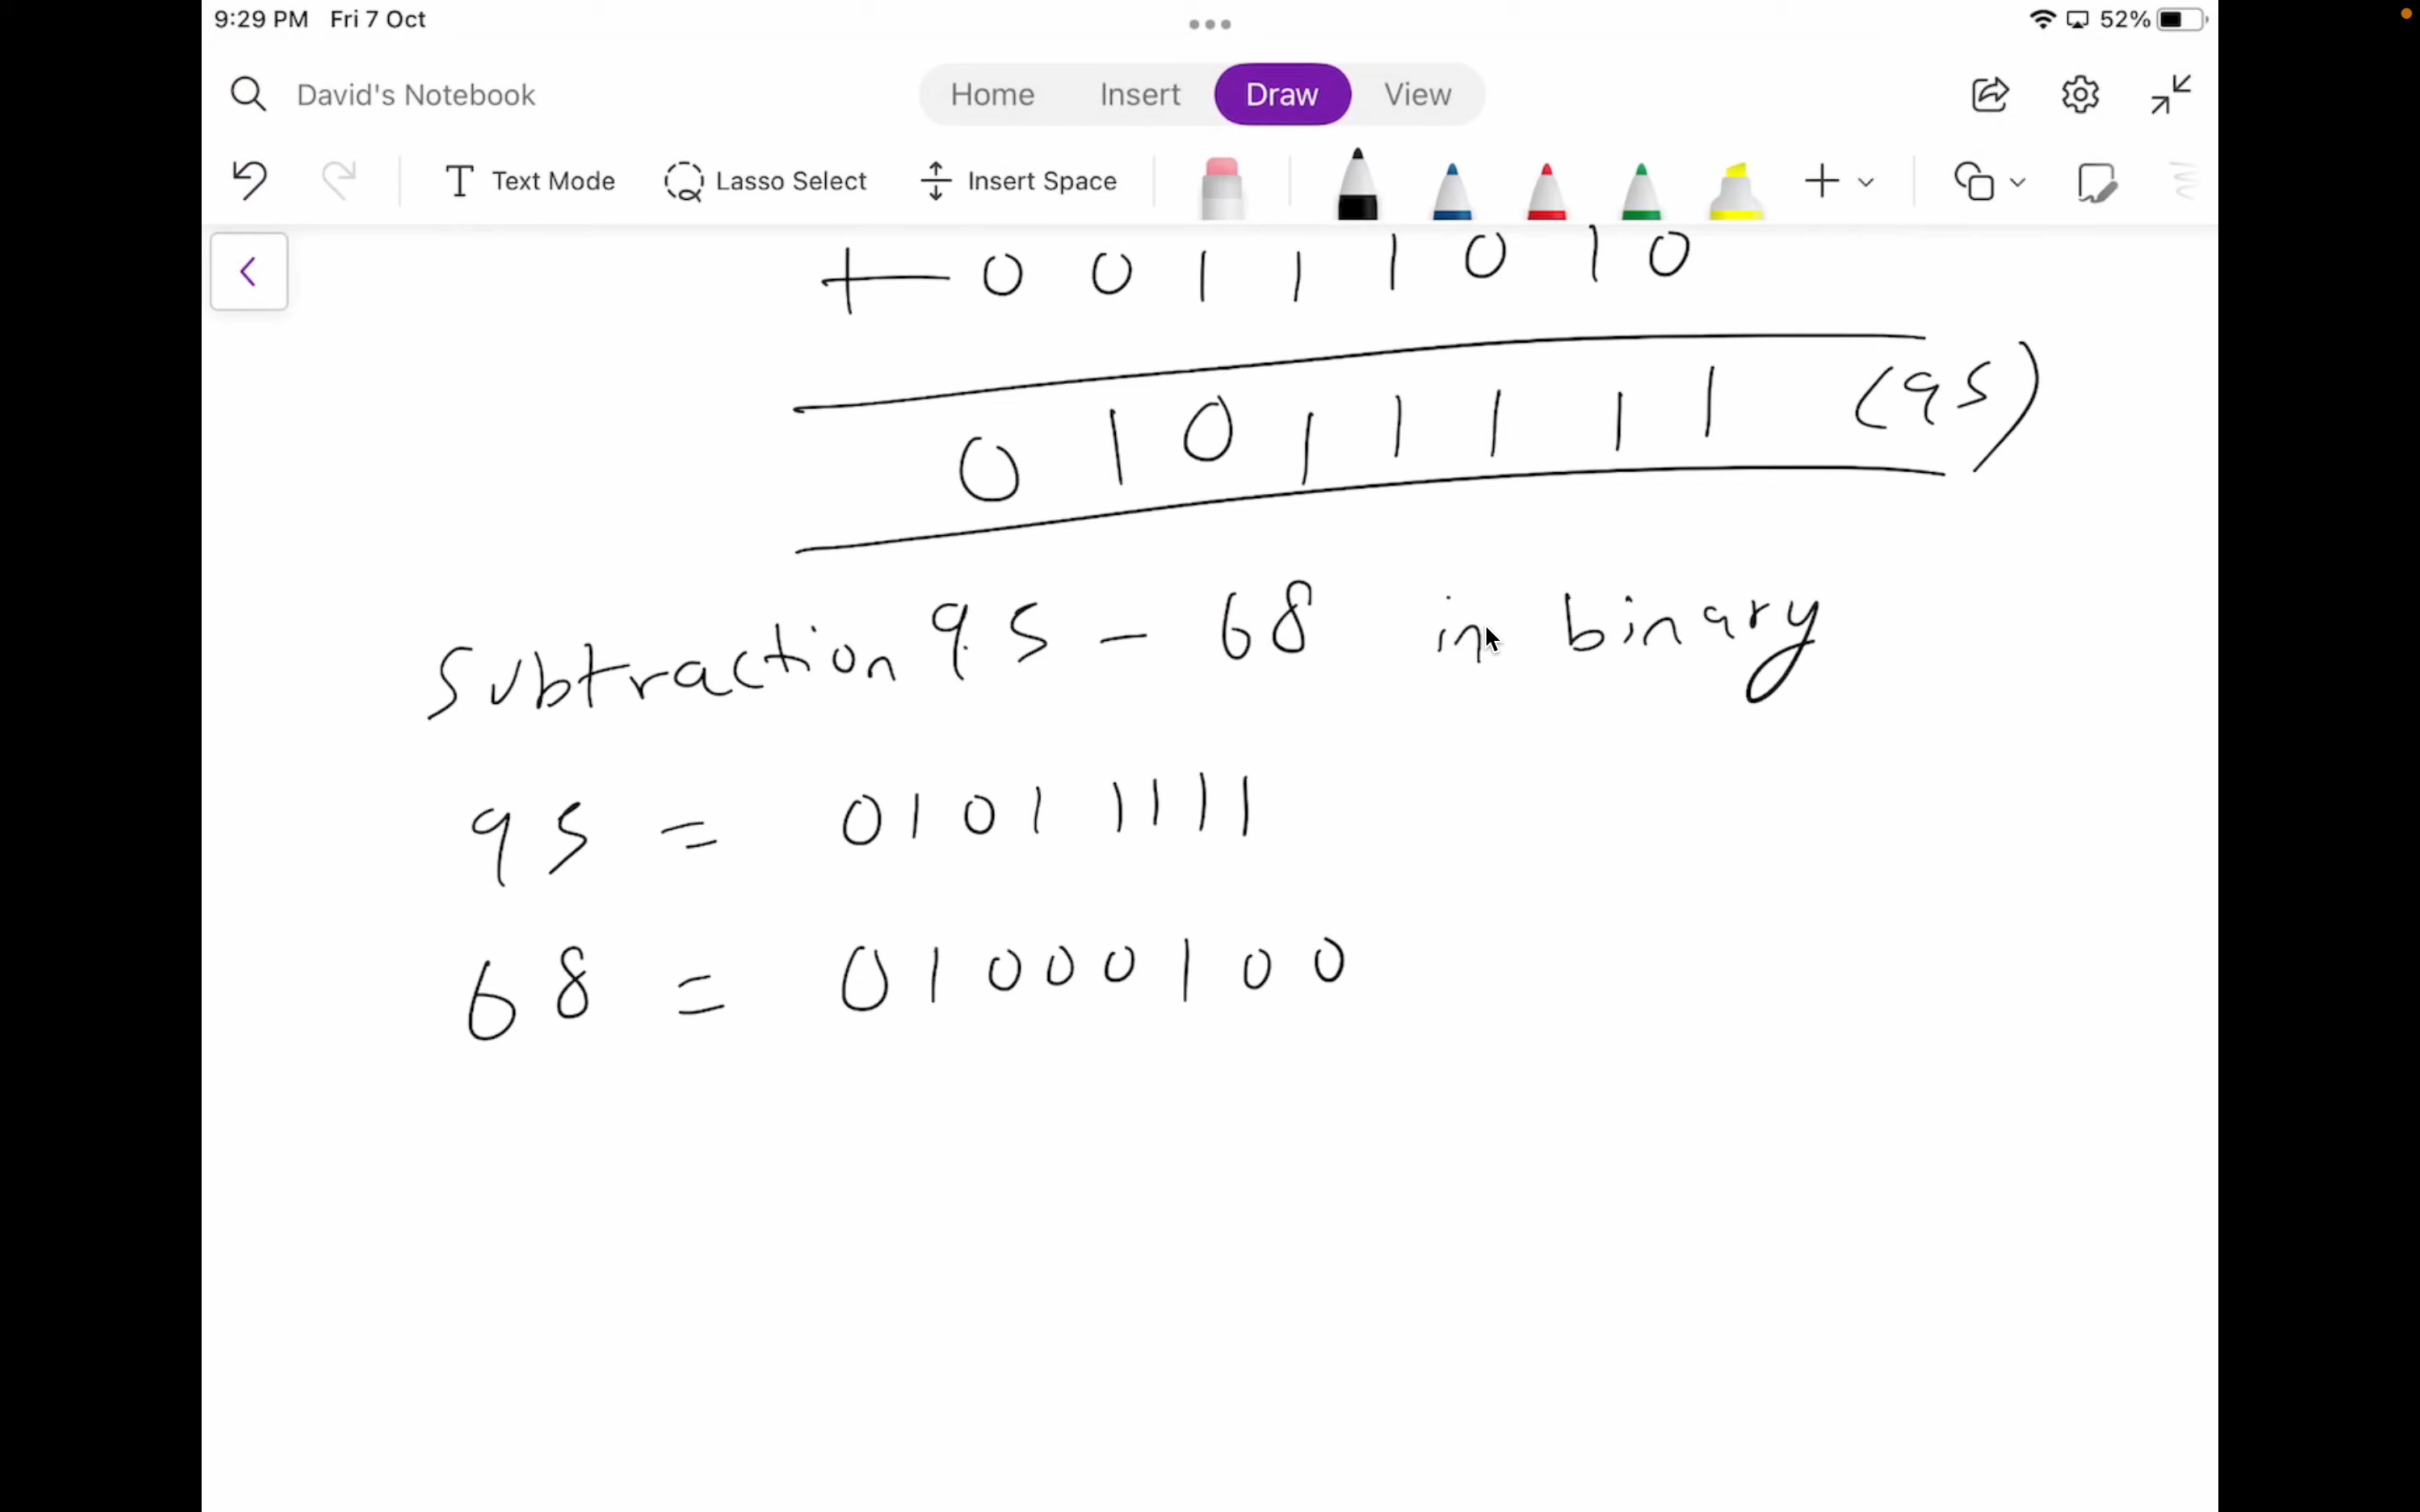 9:29 PM Fri 7 Oct 52%
David's Notebook Home Insert Draw View
Text Mode Lasso Select Insert Space
+ 0 0 1 1 1 0 1 0
0 1 0 1 1 1 1 1 (95)
Subtraction 95 - 68 in binary
95 = 0101 1111
68 = 01000100